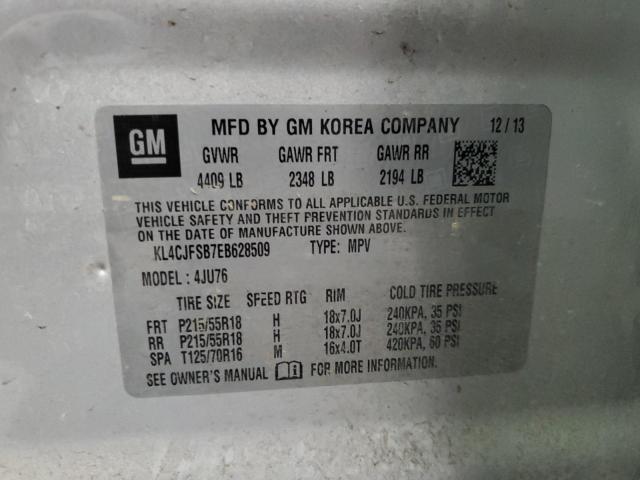 GM MFD BY GM KOREA COMPANY 12/13
GVWR GAWR FRT GAWR RR
4409 LB 2348 LB 2194 LB
THIS VEHICLE CONFORMS TO ALL APPLICABLE U.S. FEDERAL MOTOR
VEHICLE SAFETY AND THEFT PREVENTION STANDARDS IN EFFECT
ON THE DATE OF MANUFACTURE SHOWN ABOVE.
KL4CJFSB7EB628509 TYPE: MPV
MODEL: 4JU76
TIRE SIZE SPEED RTG RIM COLD TIRE PRESSURE
FRT P215/55R18 H 18x7.0J 240KPA, 35 PSI
RR P215/55R18 H 18x7.0J 240KPA, 35 PSI
SPA T125/70R16 M 16x4.0T 420KPA, 60 PSI
SEE OWNER'S MANUAL FOR MORE INFORMATION.